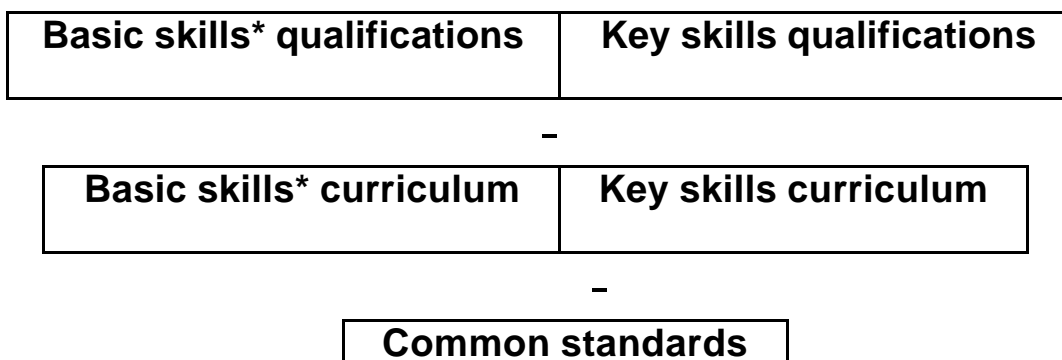 Basic skills* qualifications Key skills qualifications
-
Basic skills* curriculum Key skills curriculum
-
Common standards